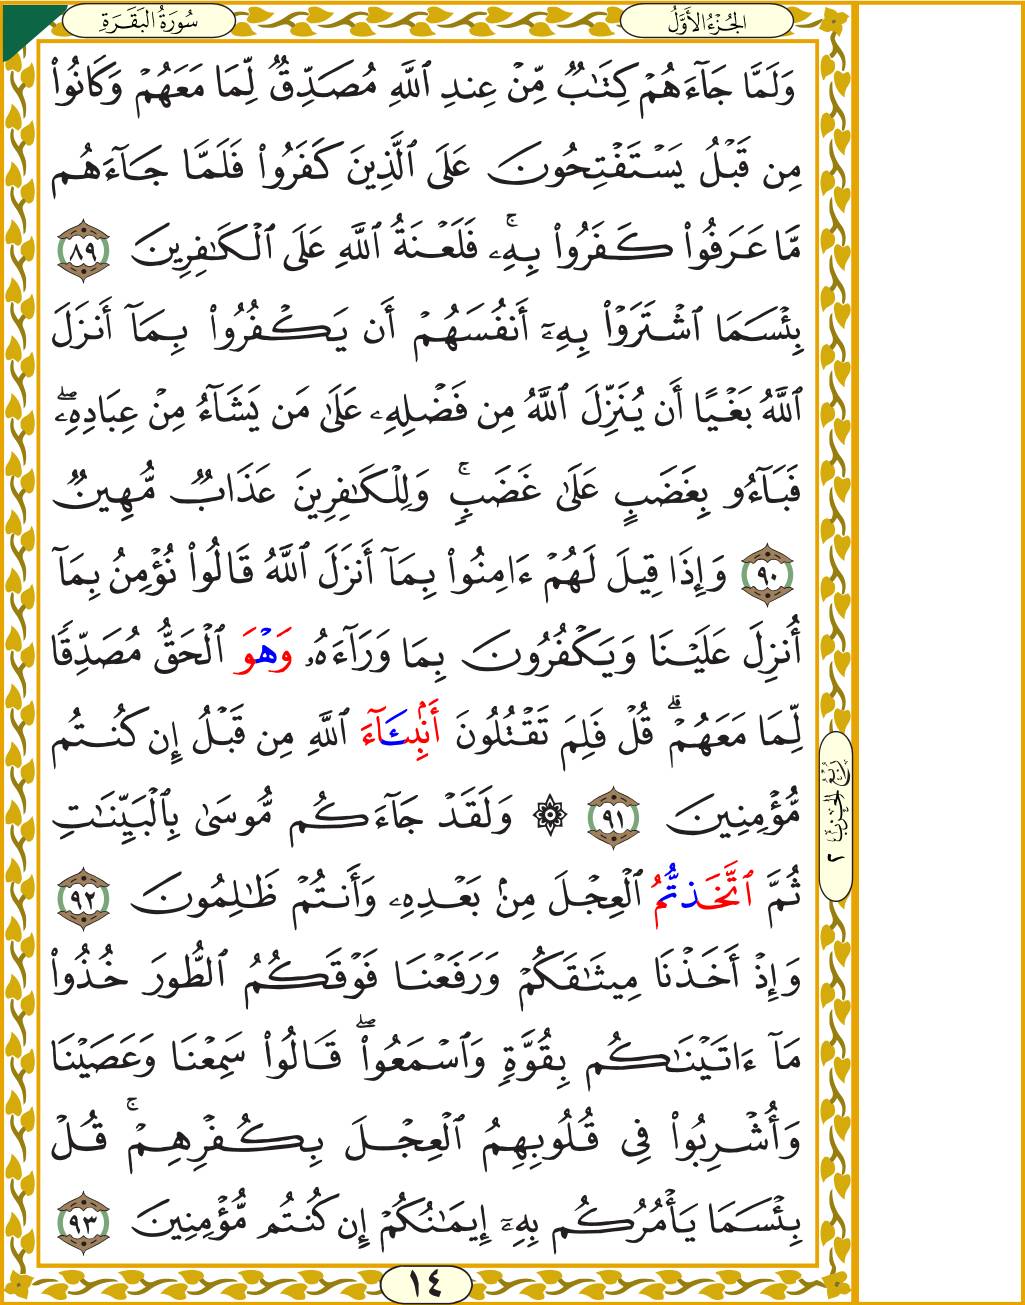 سُورَةُ البَقَرَةِ
الجُزْءُ الأَوَّلُ
وَلَمَّا جَآءَهُمْ كِتَٰبٌ مِّنْ عِندِ ٱللَّهِ مُصَدِّقٌ لِّمَا مَعَهُمْ وَكَانُوا۟
مِن قَبْلُ يَسْتَفْتِحُونَ عَلَى ٱلَّذِينَ كَفَرُوا۟ فَلَمَّا جَآءَهُم
مَّا عَرَفُوا۟ كَفَرُوا۟ بِهِۦۚ فَلَعْنَةُ ٱللَّهِ عَلَى ٱلْكَٰفِرِينَ ٨٩
بِئْسَمَا ٱشْتَرَوْا۟ بِهِۦٓ أَنفُسَهُمْ أَن يَكْفُرُوا۟ بِمَآ أَنزَلَ
ٱللَّهُ بَغْيًا أَن يُنَزِّلَ ٱللَّهُ مِن فَضْلِهِۦ عَلَىٰ مَن يَشَآءُ مِنْ عِبَادِهِۦۖ
فَبَآءُو بِغَضَبٍ عَلَىٰ غَضَبٍۚ وَلِلْكَٰفِرِينَ عَذَابٌ مُّهِينٌ
٩٠ وَإِذَا قِيلَ لَهُمْ ءَامِنُوا۟ بِمَآ أَنزَلَ ٱللَّهُ قَالُوا۟ نُؤْمِنُ بِمَآ
أُنزِلَ عَلَيْنَا وَيَكْفُرُونَ بِمَا وَرَآءَهُۥ وَهْوَ ٱلْحَقُّ مُصَدِّقًا
لِّمَا مَعَهُمْۗ قُلْ فَلِمَ تَقْتُلُونَ أَنۢبِـَٔآءَ ٱللَّهِ مِن قَبْلُ إِن كُنتُم
مُّؤْمِنِينَ ٩١ ۞ وَلَقَدْ جَآءَكُم مُّوسَىٰ بِٱلْبَيِّنَٰتِ
ثُمَّ ٱتَّخَذتُّمُ ٱلْعِجْلَ مِنۢ بَعْدِهِۦ وَأَنتُمْ ظَٰلِمُونَ ٩٢
وَإِذْ أَخَذْنَا مِيثَٰقَكُمْ وَرَفَعْنَا فَوْقَكُمُ ٱلطُّورَ خُذُوا۟
مَآ ءَاتَيْنَٰكُم بِقُوَّةٍ وَٱسْمَعُوا۟ۖ قَالُوا۟ سَمِعْنَا وَعَصَيْنَا
وَأُشْرِبُوا۟ فِى قُلُوبِهِمُ ٱلْعِجْلَ بِكُفْرِهِمْۚ قُلْ
بِئْسَمَا يَأْمُرُكُم بِهِۦٓ إِيمَٰنُكُمْ إِن كُنتُم مُّؤْمِنِينَ ٩٣
رُبْعُ الحِزْبِ ٢
١٤